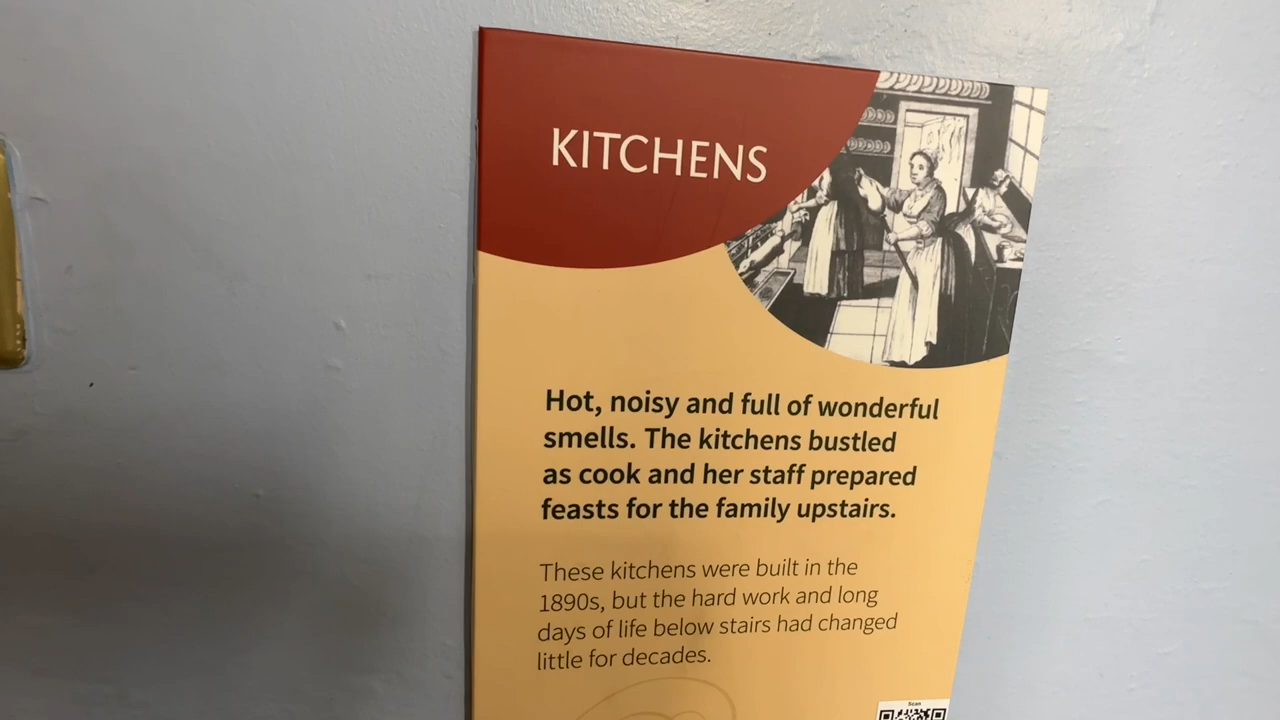 KITCHENS
Hot, noisy and full of wonderful
smells. The kitchens bustled
as cook and her staff prepared
feasts for the family upstairs.
These kitchens were built in the
1890s, but the hard work and long
days of life below stairs had changed
little for decades.
Scan